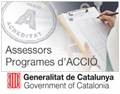 ACREDITAT
Assessors
Programes d'ACCIÓ
Generalitat de Catalunya
Government of Catalonia